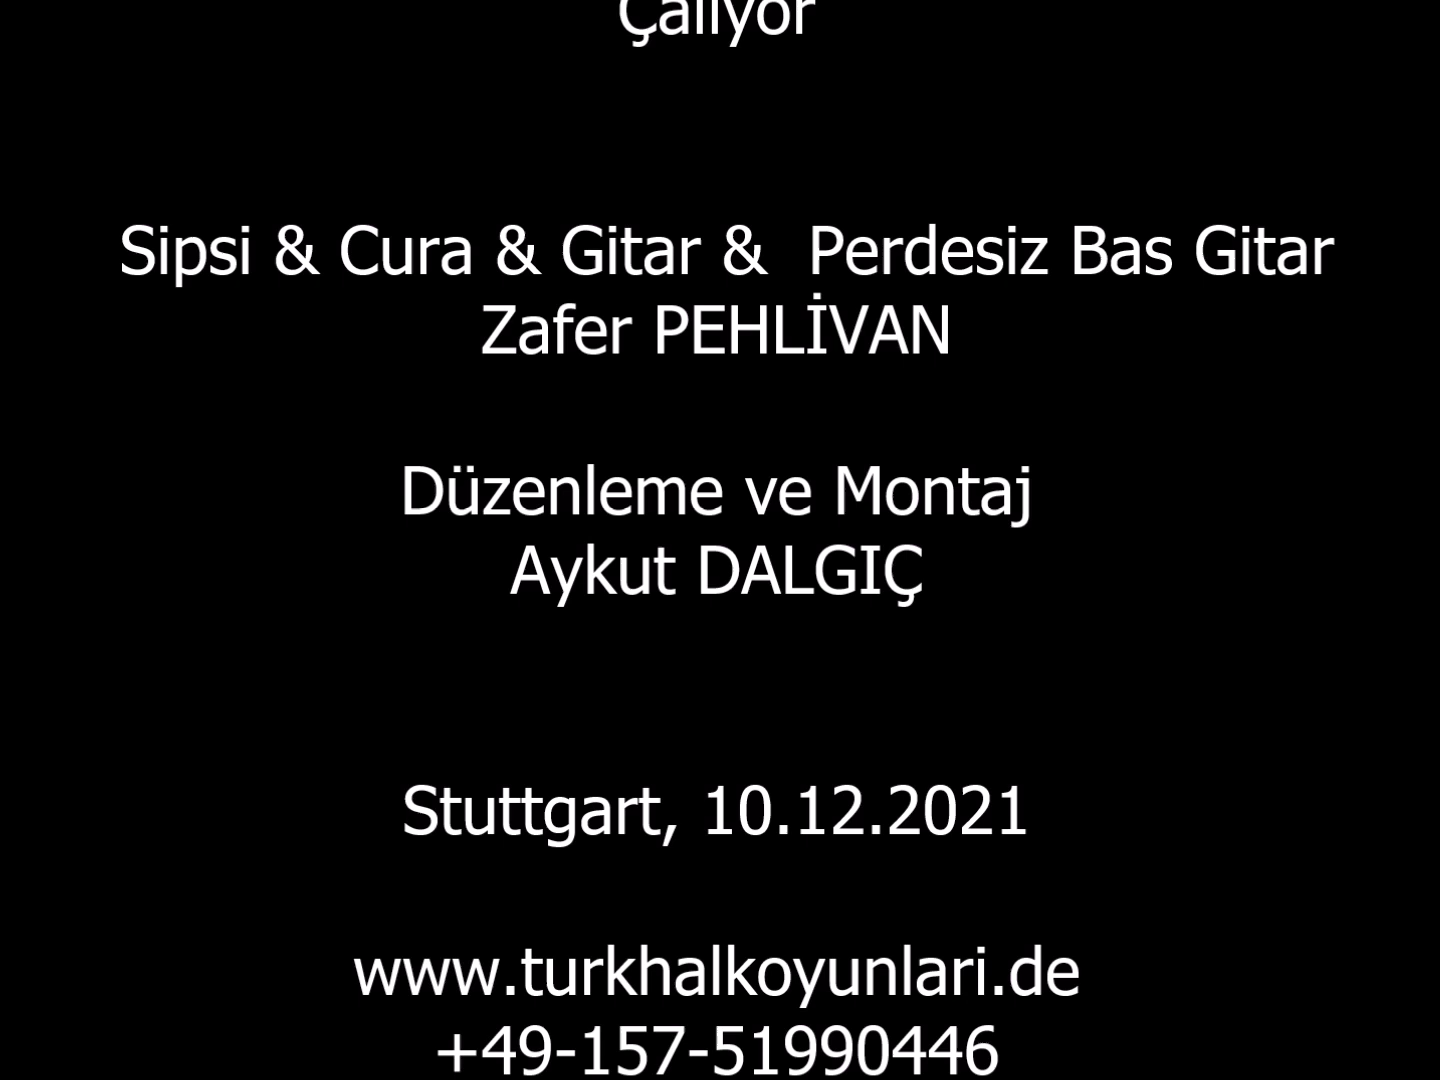 Çalıyor
Sipsi & Cura & Gitar & Perdesiz Bas Gitar
Zafer PEHLİVAN
Düzenleme ve Montaj
Aykut DALGIÇ
Stuttgart, 10.12.2021
www.turkhalkoyunlari.de
+49-157-51990446